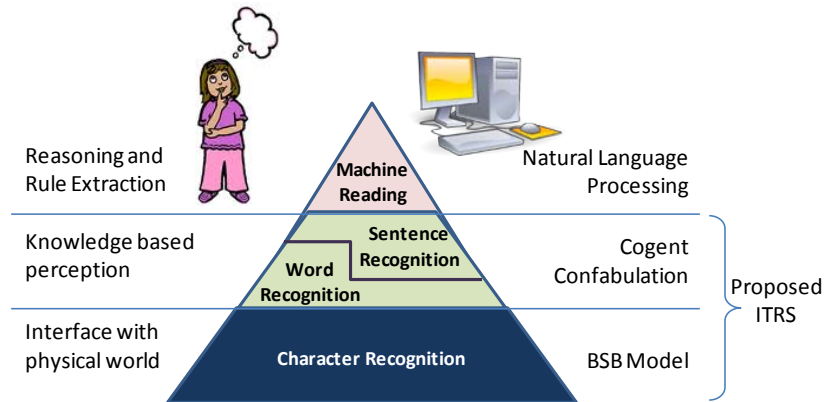 Reasoning and
Rule Extraction
Machine
Reading
Natural Language
Processing
Knowledge based
perception
Sentence
Recognition
Word
Recognition
Cogent
Confabulation
Proposed
ITRS
Interface with
physical world
Character Recognition
BSB Model